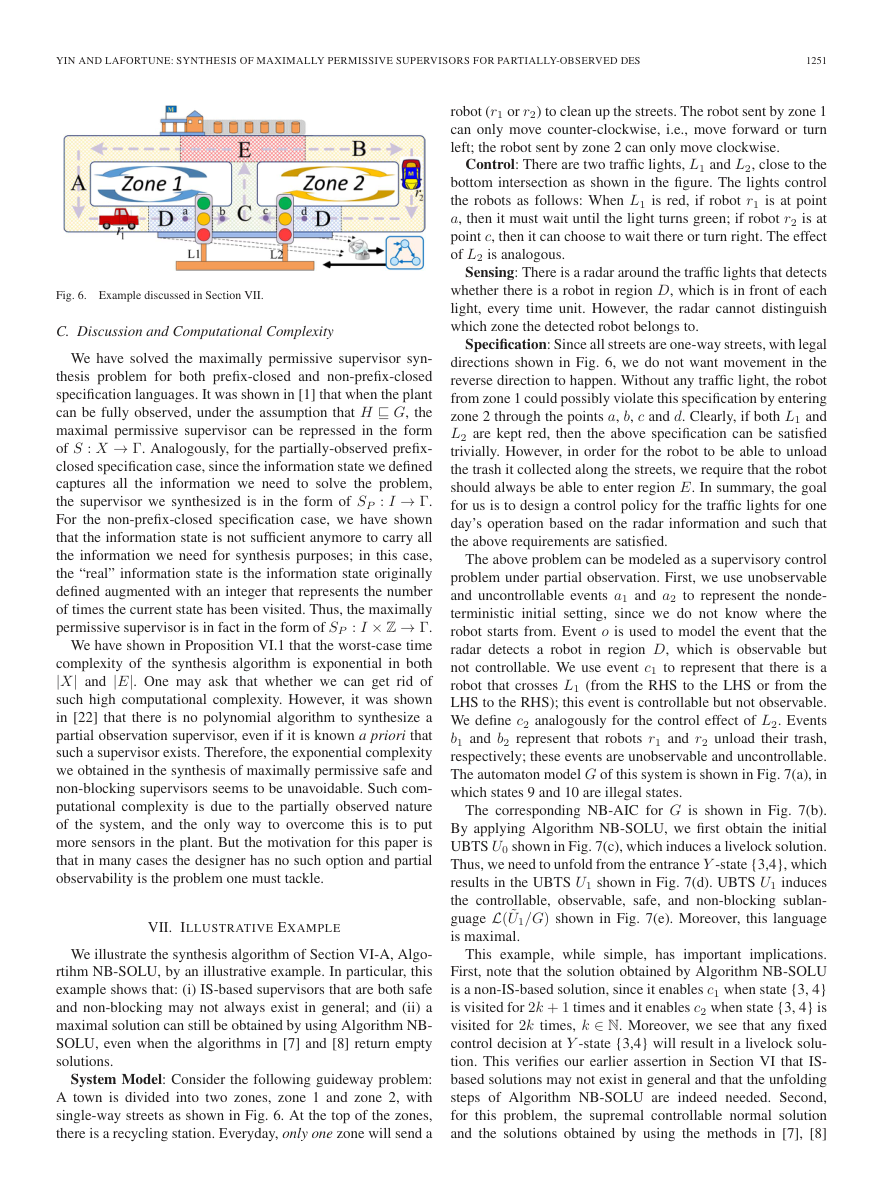 YIN AND LAFORTUNE: SYNTHESIS OF MAXIMALLY PERMISSIVE SUPERVISORS FOR PARTIALLY-OBSERVED DES 1251
M
E
B
A
Zone 1
Zone 2
r2
D
a
b
C
c
d
D
r1
L1
L2
Fig. 6. Example discussed in Section VII.
C. Discussion and Computational Complexity
We have solved the maximally permissive supervisor syn-
thesis problem for both prefix-closed and non-prefix-closed
specification languages. It was shown in [1] that when the plant
can be fully observed, under the assumption that H ⊑ G, the
maximal permissive supervisor can be repressed in the form
of S : X → Γ. Analogously, for the partially-observed prefix-
closed specification case, since the information state we defined
captures all the information we need to solve the problem,
the supervisor we synthesized is in the form of S_P : I → Γ.
For the non-prefix-closed specification case, we have shown
that the information state is not sufficient anymore to carry all
the information we need for synthesis purposes; in this case,
the “real” information state is the information state originally
defined augmented with an integer that represents the number
of times the current state has been visited. Thus, the maximally
permissive supervisor is in fact in the form of S_P : I × ℤ → Γ.
We have shown in Proposition VI.1 that the worst-case time
complexity of the synthesis algorithm is exponential in both
|X| and |E|. One may ask that whether we can get rid of
such high computational complexity. However, it was shown
in [22] that there is no polynomial algorithm to synthesize a
partial observation supervisor, even if it is known a priori that
such a supervisor exists. Therefore, the exponential complexity
we obtained in the synthesis of maximally permissive safe and
non-blocking supervisors seems to be unavoidable. Such com-
putational complexity is due to the partially observed nature
of the system, and the only way to overcome this is to put
more sensors in the plant. But the motivation for this paper is
that in many cases the designer has no such option and partial
observability is the problem one must tackle.
VII. ILLUSTRATIVE EXAMPLE
We illustrate the synthesis algorithm of Section VI-A, Algo-
rtihm NB-SOLU, by an illustrative example. In particular, this
example shows that: (i) IS-based supervisors that are both safe
and non-blocking may not always exist in general; and (ii) a
maximal solution can still be obtained by using Algorithm NB-
SOLU, even when the algorithms in [7] and [8] return empty
solutions.
System Model: Consider the following guideway problem:
A town is divided into two zones, zone 1 and zone 2, with
single-way streets as shown in Fig. 6. At the top of the zones,
there is a recycling station. Everyday, only one zone will send a
robot (r1 or r2) to clean up the streets. The robot sent by zone 1
can only move counter-clockwise, i.e., move forward or turn
left; the robot sent by zone 2 can only move clockwise.
Control: There are two traffic lights, L1 and L2, close to the
bottom intersection as shown in the figure. The lights control
the robots as follows: When L1 is red, if robot r1 is at point
a, then it must wait until the light turns green; if robot r2 is at
point c, then it can choose to wait there or turn right. The effect
of L2 is analogous.
Sensing: There is a radar around the traffic lights that detects
whether there is a robot in region D, which is in front of each
light, every time unit. However, the radar cannot distinguish
which zone the detected robot belongs to.
Specification: Since all streets are one-way streets, with legal
directions shown in Fig. 6, we do not want movement in the
reverse direction to happen. Without any traffic light, the robot
from zone 1 could possibly violate this specification by entering
zone 2 through the points a, b, c and d. Clearly, if both L1 and
L2 are kept red, then the above specification can be satisfied
trivially. However, in order for the robot to be able to unload
the trash it collected along the streets, we require that the robot
should always be able to enter region E. In summary, the goal
for us is to design a control policy for the traffic lights for one
day’s operation based on the radar information and such that
the above requirements are satisfied.
The above problem can be modeled as a supervisory control
problem under partial observation. First, we use unobservable
and uncontrollable events a1 and a2 to represent the nonde-
terministic initial setting, since we do not know where the
robot starts from. Event o is used to model the event that the
radar detects a robot in region D, which is observable but
not controllable. We use event c1 to represent that there is a
robot that crosses L1 (from the RHS to the LHS or from the
LHS to the RHS); this event is controllable but not observable.
We define c2 analogously for the control effect of L2. Events
b1 and b2 represent that robots r1 and r2 unload their trash,
respectively; these events are unobservable and uncontrollable.
The automaton model G of this system is shown in Fig. 7(a), in
which states 9 and 10 are illegal states.
The corresponding NB-AIC for G is shown in Fig. 7(b).
By applying Algorithm NB-SOLU, we first obtain the initial
UBTS U0 shown in Fig. 7(c), which induces a livelock solution.
Thus, we need to unfold from the entrance Y-state {3,4}, which
results in the UBTS U1 shown in Fig. 7(d). UBTS U1 induces
the controllable, observable, safe, and non-blocking sublan-
guage L(Ũ1/G) shown in Fig. 7(e). Moreover, this language
is maximal.
This example, while simple, has important implications.
First, note that the solution obtained by Algorithm NB-SOLU
is a non-IS-based solution, since it enables c1 when state {3, 4}
is visited for 2k + 1 times and it enables c2 when state {3, 4} is
visited for 2k times, k ∈ ℕ. Moreover, we see that any fixed
control decision at Y-state {3,4} will result in a livelock solu-
tion. This verifies our earlier assertion in Section VI that IS-
based solutions may not exist in general and that the unfolding
steps of Algorithm NB-SOLU are indeed needed. Second,
for this problem, the supremal controllable normal solution
and the solutions obtained by using the methods in [7], [8]